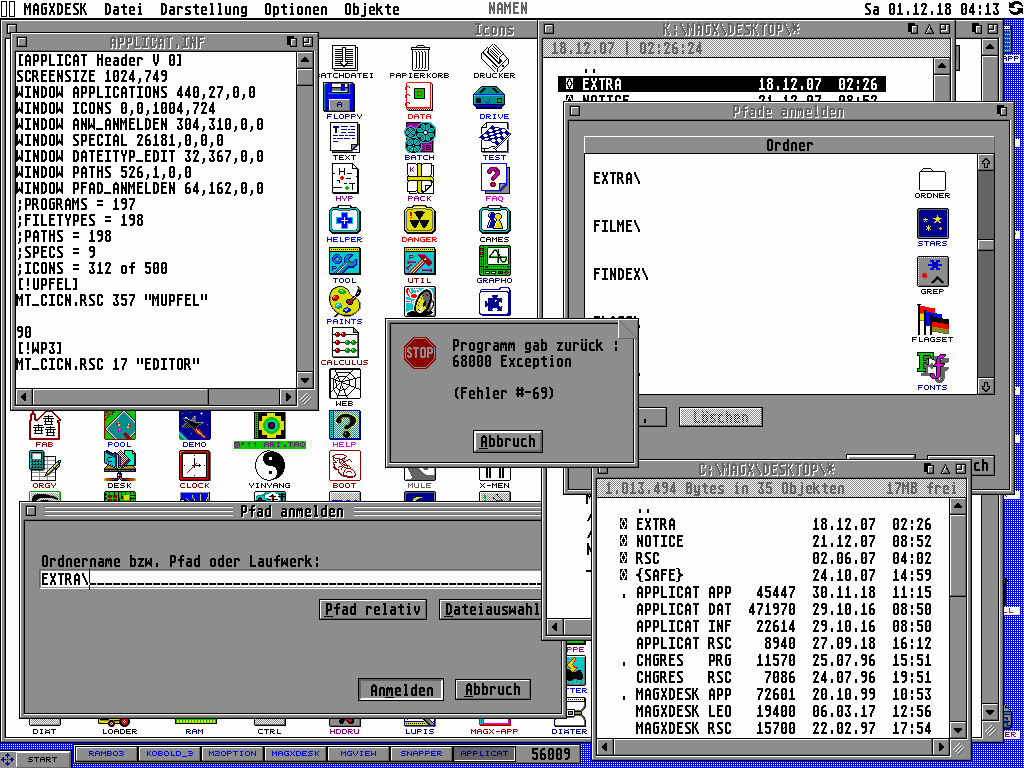 MAGXDESK Datei Darstellung Optionen Objekte NAMEN Sa 01.12.18 04:13
APPLICAT.INF
[APPLICAT Header V 0]
SCREENSIZE 1024,749
WINDOW APPLICATIONS 440,27,0,0
WINDOW ICONS 0,0,1004,724
WINDOW ANW_ANMELDEN 304,310,0,0
WINDOW SPECIAL 26181,0,0,0
WINDOW DATEITYP_EDIT 32,367,0,0
WINDOW PATHS 526,1,0,0
WINDOW PFAD_ANMELDEN 64,162,0,0
;PROGRAMS = 197
;FILETYPES = 198
;PATHS = 198
;SPECS = 9
;ICONS = 312 of 500
[!UPFEL]
MT_CICN.RSC 357 "MUPFEL"
90
[!WP3]
MT_CICN.RSC 17 "EDITOR"
Icons
ATCHDATEI PAPIERKORB DRUCKER
FLOPPY DATA DRIVE
TEXT BATCH TEST
HYP PACK FAQ
HELPER DANGER GAMES
TOOL UTIL GRAPHO
PAINTS
CALCULUS
WEB
FAB POOL DEMO HELP
ORGY DESK CLOCK YINYANG BOOT MULE X-MEN
K:\MAGX\DESKTOP\*
18.12.07 | 02:26:24
..
EXTRA 18.12.07 02:26
NOTICE 21.12.07 08:52
Pfade anmelden
Ordner
EXTRA\ ORDNER
FILME\ STARS
FINDEX\ GREP
FLAGSET
FONTS
Löschen
Programm gab zurück :
68000 Exception
(Fehler #-69)
STOP
Abbruch
ch
Pfad anmelden
Ordnername bzw. Pfad oder Laufwerk:
EXTRA\
Pfad relativ Dateiauswahl
Anmelden Abbruch
C:\MAGX\DESKTOP\*
1.013.494 Bytes in 35 Objekten 17MB frei
..
EXTRA 18.12.07 02:26
NOTICE 21.12.07 08:52
RSC 02.06.07 04:02
{SAFE} 24.10.07 14:59
. APPLICAT APP 45447 30.11.18 11:15
APPLICAT DAT 471970 29.10.16 08:50
APPLICAT INF 22614 29.10.16 08:50
APPLICAT RSC 8940 27.09.18 16:12
. CHGRES PRG 11570 25.07.96 15:51
CHGRES RSC 7086 24.07.96 19:51
. MAGXDESK APP 72601 20.10.99 10:53
MAGXDESK LEO 19400 06.03.17 12:56
MAGXDESK RSC 15700 22.02.97 17:54
LOADER RAM CTRL HDDRU LUPIS MAGX-APP
START RAMBO3 KOBOLD_3 M2OPTION MAGXDESK MGVIEW SNAPPER APPLICAT 56009